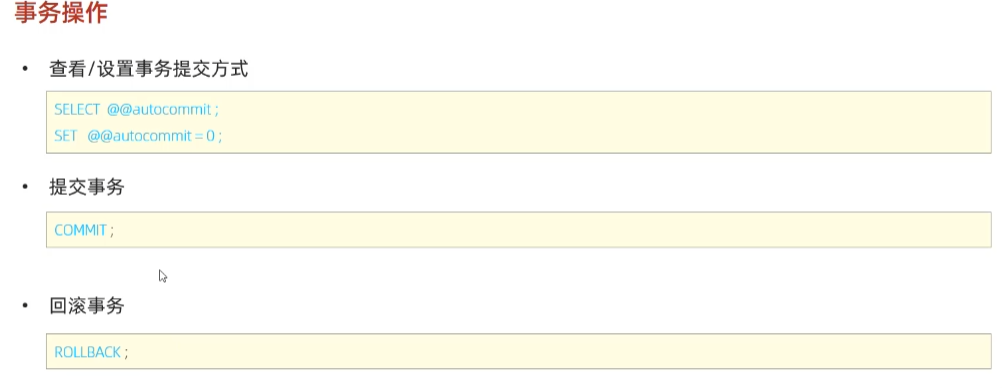 事务操作
• 查看/设置事务提交方式
SELECT @@autocommit ;
SET @@autocommit = 0 ;
• 提交事务
COMMIT ;
• 回滚事务
ROLLBACK ;